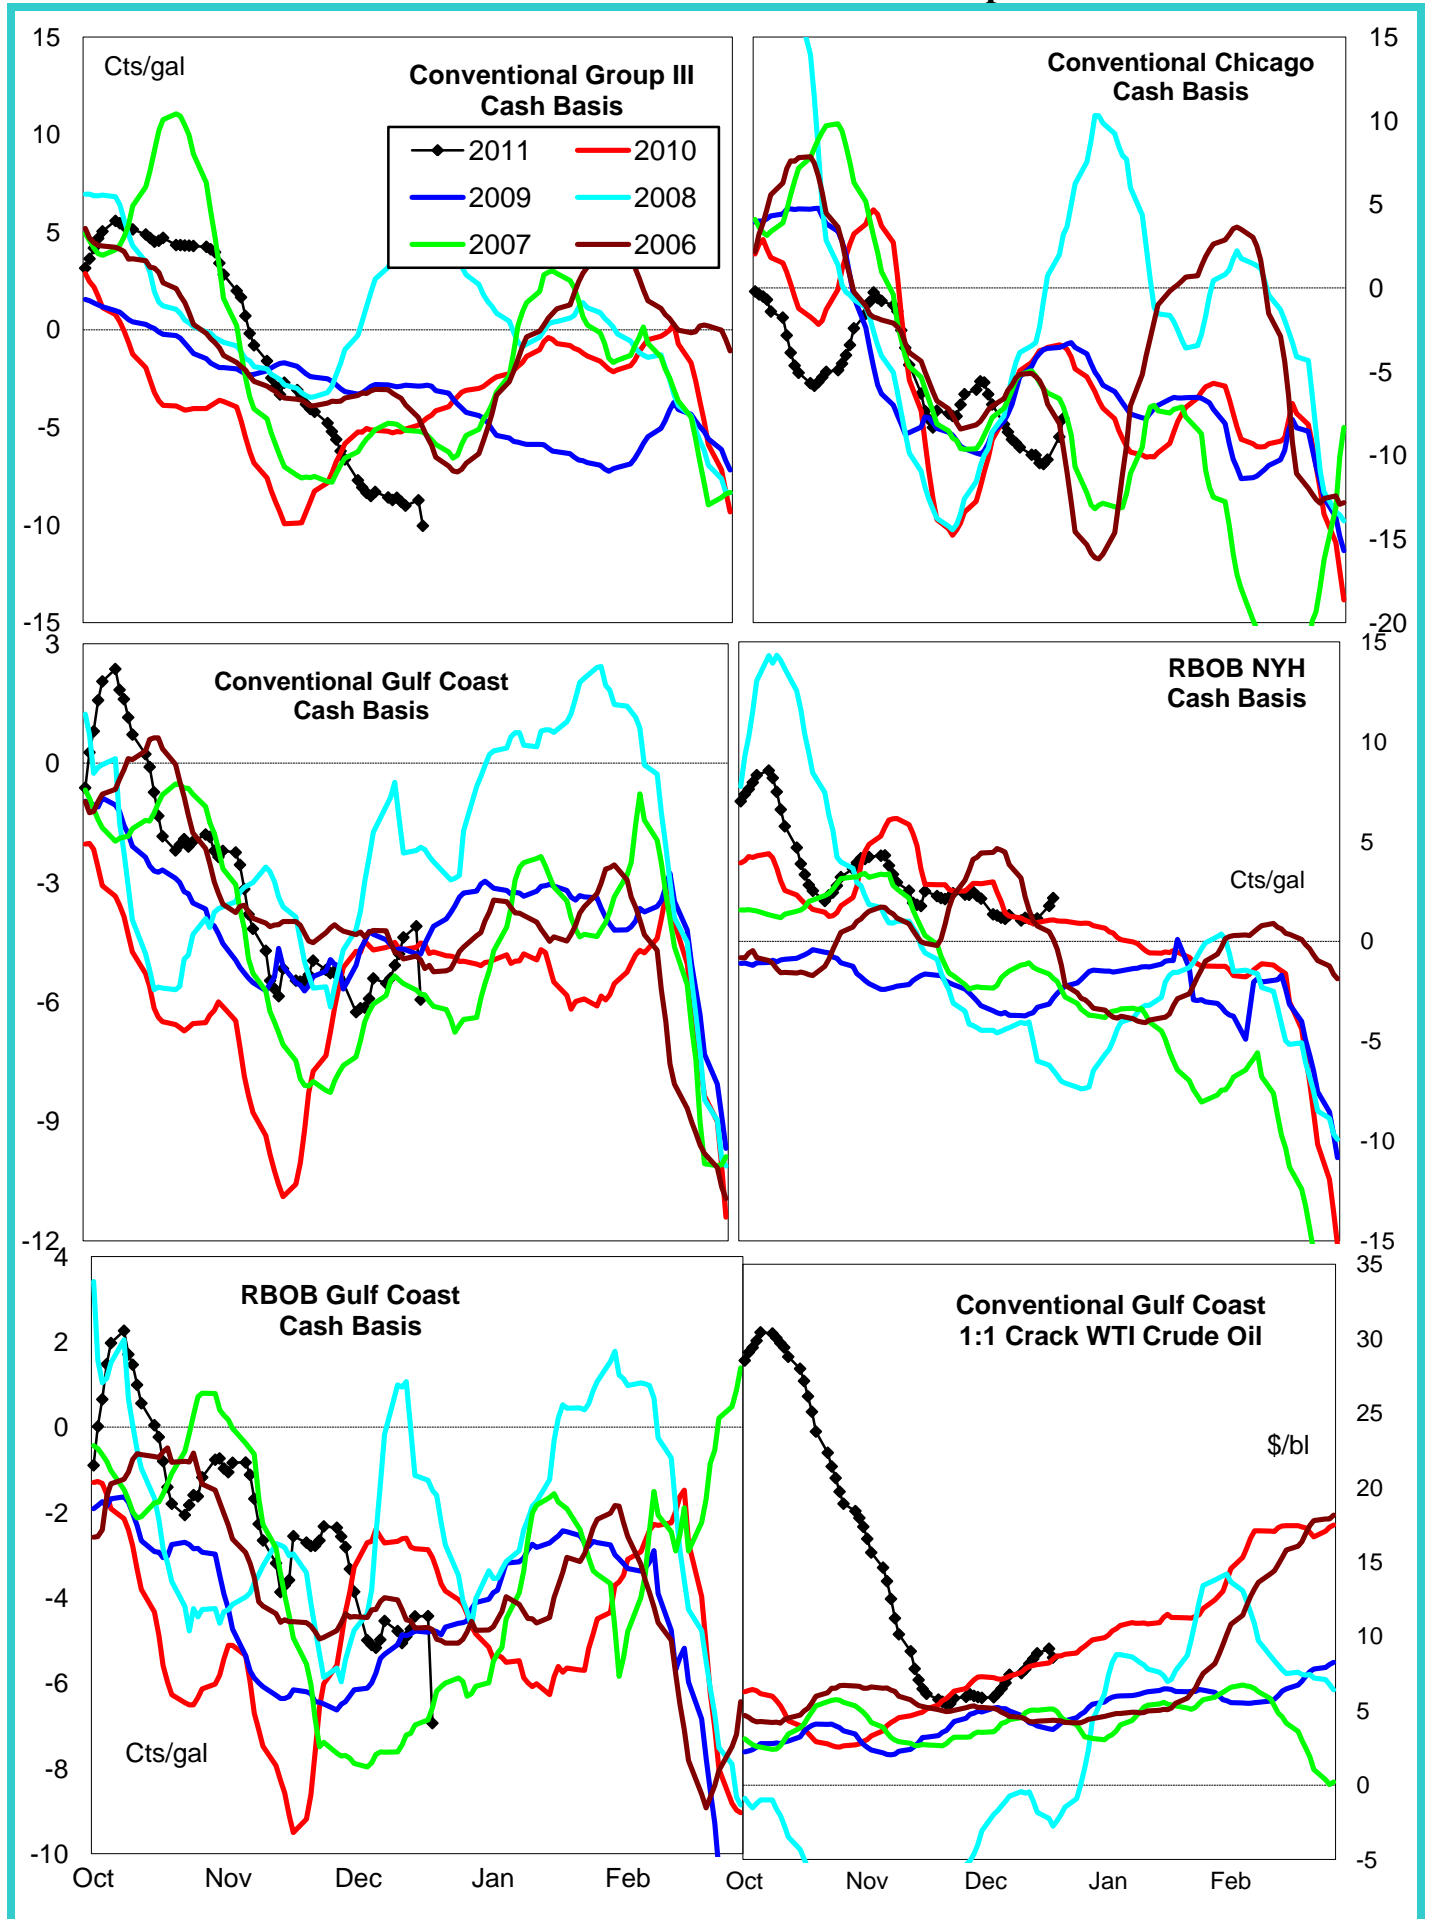 15
Cts/gal
Conventional Group III
Cash Basis
2011
2010
2009
2008
2007
2006
10
5
0
-5
-10
-15
Conventional Chicago
Cash Basis
15
10
5
0
-5
-10
-15
-20
3
0
-3
-6
-9
-12
Conventional Gulf Coast
Cash Basis
RBOB NYH
Cash Basis
Cts/gal
15
10
5
0
-5
-10
-15
4
2
0
-2
-4
-6
-8
-10
RBOB Gulf Coast
Cash Basis
Cts/gal
Oct
Nov
Dec
Jan
Feb
Conventional Gulf Coast
1:1 Crack WTI Crude Oil
$/bl
35
30
25
20
15
10
5
0
-5
Oct
Nov
Dec
Jan
Feb